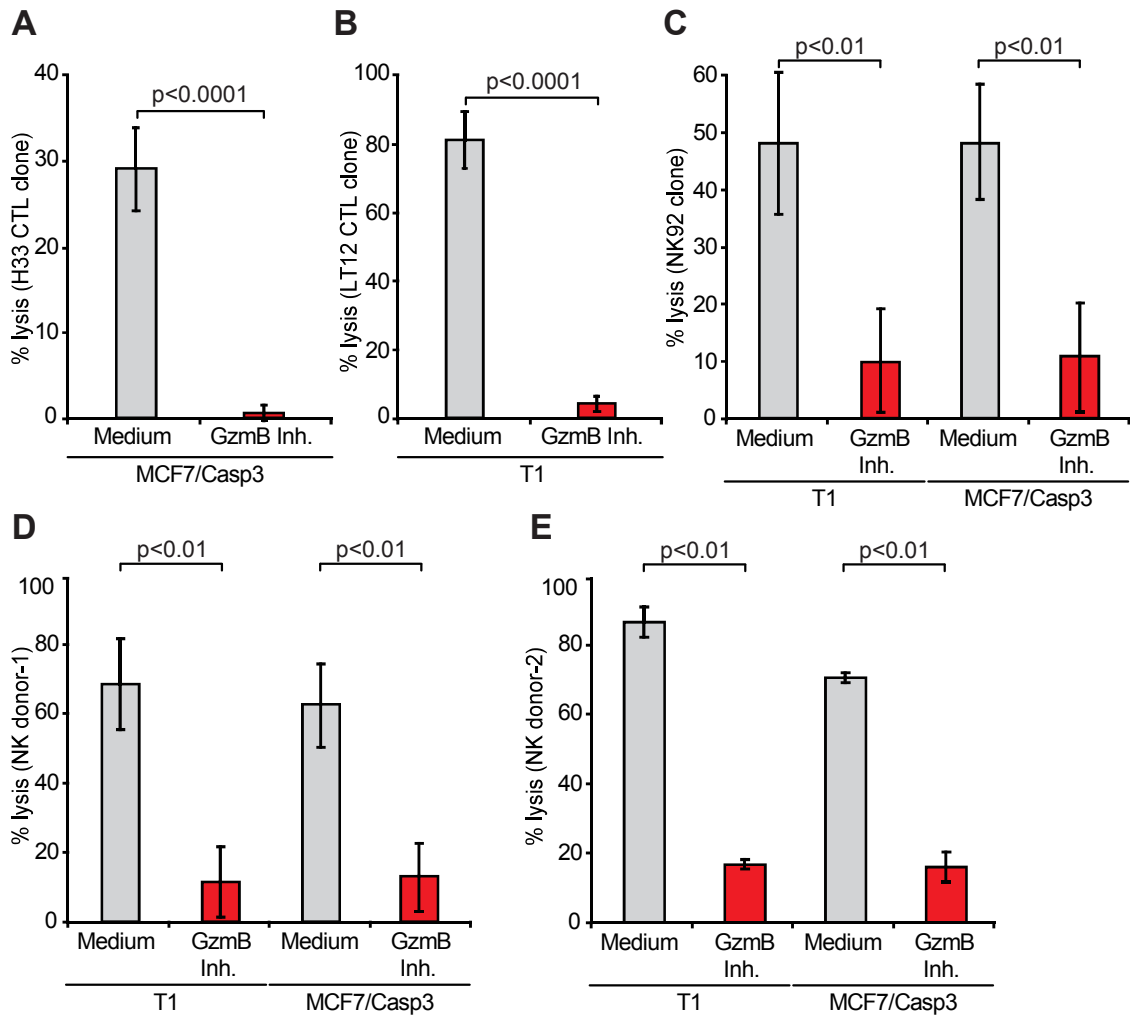 A
% lysis (H33 CTL clone)
40
30
20
10
0
p<0.0001
Medium GzmB Inh.
MCF7/Casp3
B
% lysis (LT12 CTL clone)
100
80
60
40
20
0
p<0.0001
Medium GzmB Inh.
T1
C
% lysis (NK92 clone)
60
50
40
30
20
10
0
p<0.01 p<0.01
Medium GzmB Medium GzmB
Inh. Inh.
T1 MCF7/Casp3
D
% lysis (NK donor-1)
100
80
60
40
20
0
p<0.01 p<0.01
Medium GzmB Medium GzmB
Inh. Inh.
T1 MCF7/Casp3
E
% lysis (NK donor-2)
100
80
60
40
20
0
p<0.01 p<0.01
Medium GzmB Medium GzmB
Inh. Inh.
T1 MCF7/Casp3